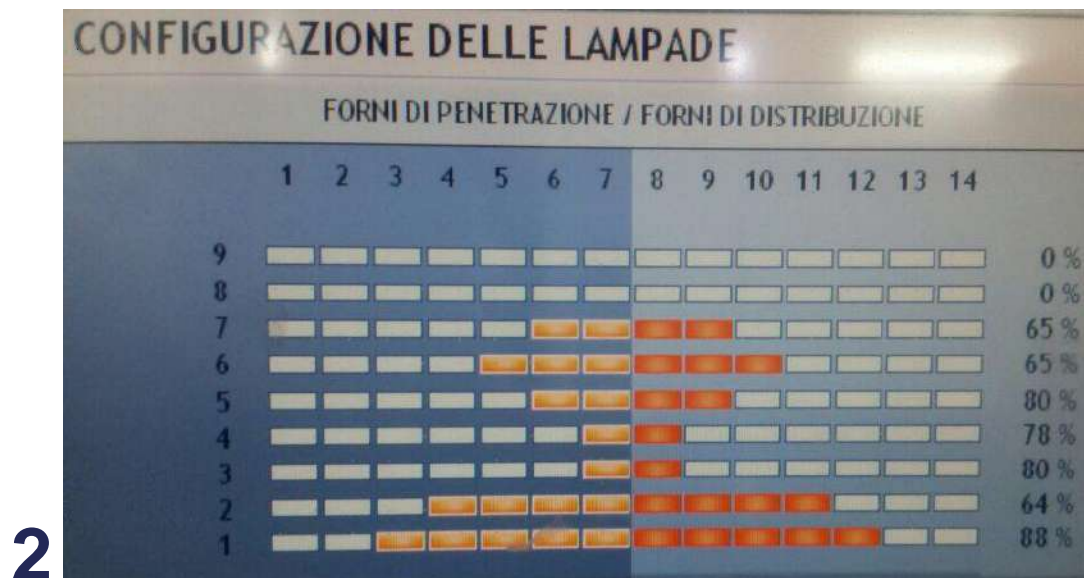 CONFIGURAZIONE DELLE LAMPADE
FORNI DI PENETRAZIONE / FORNI DI DISTRIBUZIONE
1 2 3 4 5 6 7 8 9 10 11 12 13 14
9 0 %
8 0 %
7 65 %
6 65 %
5 80 %
4 78 %
3 80 %
2 64 %
1 88 %
2